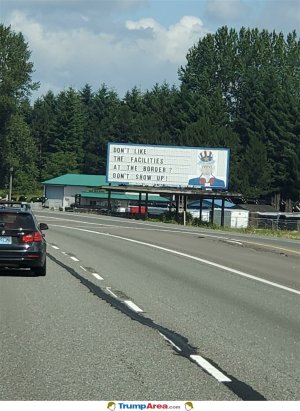 DON'T LIKE
THE FACILITIES
AT THE BORDER?
DON'T SHOW UP!
TrumpArea.com